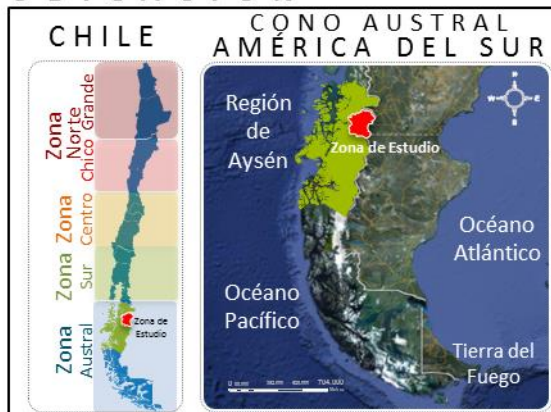 CHILE
Zona
Norte
Grande
Chico
Zona
Centro
Zona
Sur
Zona
Austral
Zona de
Estudio
CONO AUSTRAL
AMÉRICA DEL SUR
Región
de
Aysén
Zona de Estudio
Océano
Atlántico
Océano
Pacífico
Tierra del
Fuego